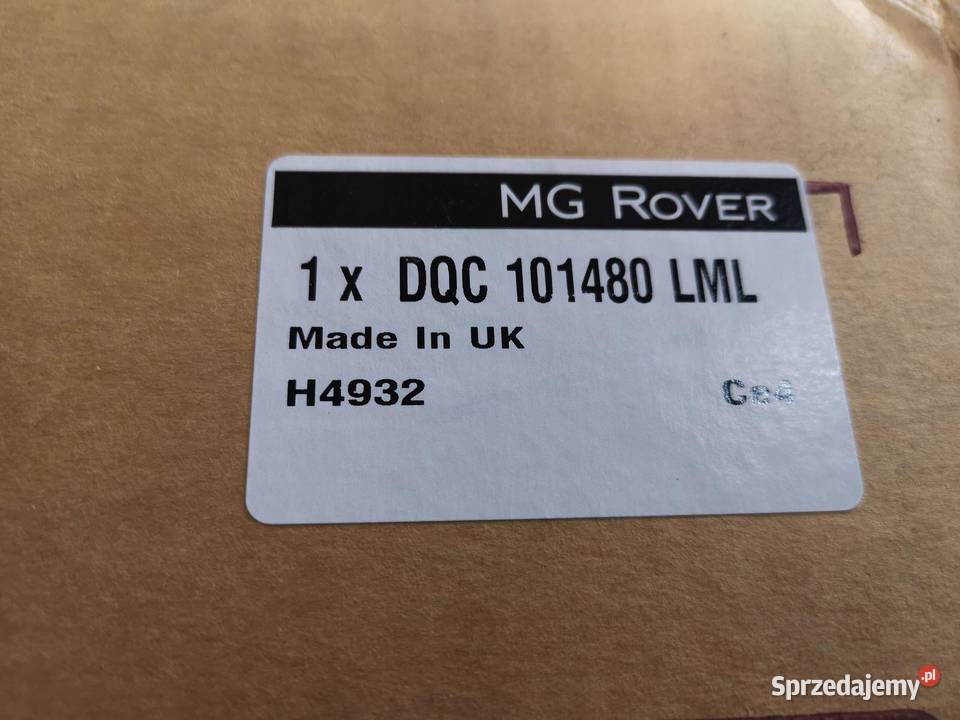 MG ROVER
1 x DQC 101480 LML
Made In UK
H4932
Sprzedajemy.pl